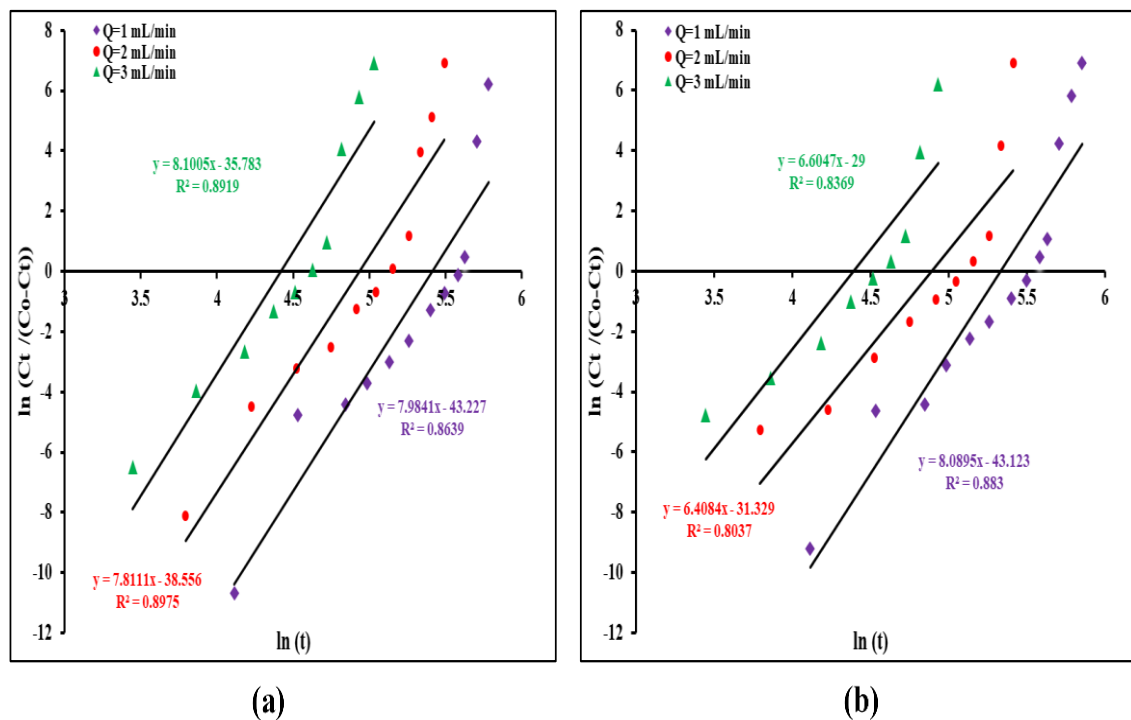 8
6
4
2
0
-2
-4
-6
-8
-10
-12
3
3.5
4
4.5
5
5.5
6
ln (Ct /(Co-Ct))
ln (t)
Q=1 mL/min
Q=2 mL/min
Q=3 mL/min
y = 8.1005x - 35.783
R² = 0.8919
y = 7.9841x - 43.227
R² = 0.8639
y = 7.8111x - 38.556
R² = 0.8975
(a)
8
6
4
2
0
-2
-4
-6
-8
-10
-12
3
3.5
4
4.5
5
5.5
6
ln (Ct /(Co-Ct))
ln (t)
Q=1 mL/min
Q=2 mL/min
Q=3 mL/min
y = 6.6047x - 29
R² = 0.8369
y = 8.0895x - 43.123
R² = 0.883
y = 6.4084x - 31.329
R² = 0.8037
(b)